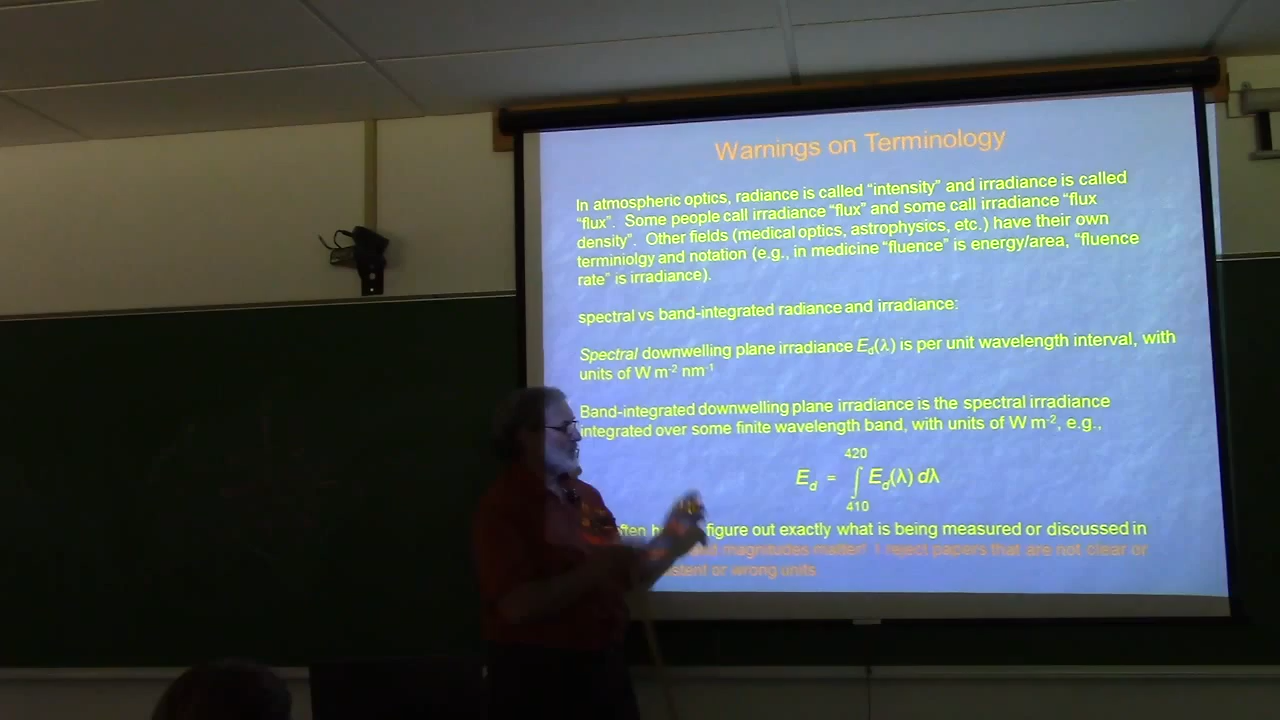 Warnings on Terminology
In atmospheric optics, radiance is called “intensity” and irradiance is called
“flux”. Some people call irradiance “flux” and some call irradiance “flux
density”. Other fields (medical optics, astrophysics, etc.) have their own
terminiolgy and notation (e.g., in medicine “fluence” is energy/area, “fluence
rate” is irradiance).
spectral vs band-integrated radiance and irradiance:
Spectral downwelling plane irradiance E_d(λ) is per unit wavelength interval, with
units of W m⁻² nm⁻¹
Band-integrated downwelling plane irradiance is the spectral irradiance
integrated over some finite wavelength band, with units of W m⁻², e.g.,
420
E_d = ∫ E_d(λ) dλ
410
figure out exactly what is being measured or discussed in
magnitudes matter! I reject papers that are not clear or
or wrong units